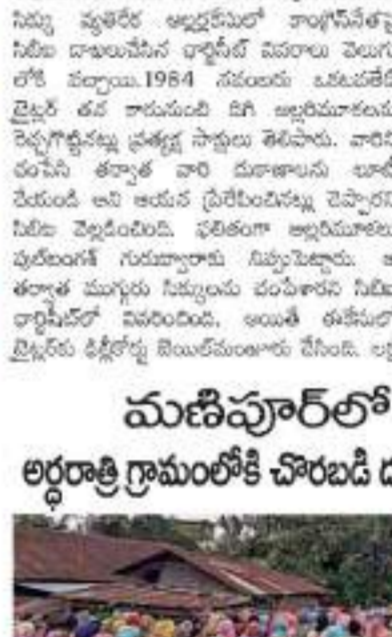 సిక్కు వ్యతిరేక అల్లర్లకేసులో కాంగ్రెస్‌నేత
సిబిఐ దాఖలుచేసిన ఛార్జిషీట్ వివరాలు వెలుగు
లోకి వచ్చాయి.1984 నవంబరు ఒకటవతేదీ
టైట్లర్ తన కారునుంచి దిగి అల్లరిమూకలను
రెచ్చగొట్టినట్లు ప్రత్యక్ష సాక్షులు తెలిపారు. వారిని
చంపేసి తర్వాత వారి దుకాణాలను లూటీ
చేయండి అని ఆయన ప్రేరేపించినట్లు చెప్పారని
సిబిఐ వెల్లడించింది. ఫలితంగా అల్లరిమూకలు
పుల్‌బంగశ్ గురుద్వారాకు నిప్పుపెట్టారు. ఆ
తర్వాత ముగ్గురు సిక్కులను చంపేశారని సిబిఐ
ఛార్జిషీట్‌లో వివరించింది. అయితే ఈకేసులో
టైట్లర్‌కు ఢిల్లీకోర్టు బెయిల్‌మంజూరు చేసింది.
మణిపూర్‌లో
అర్ధరాత్రి గ్రామంలోకి చొరబడి